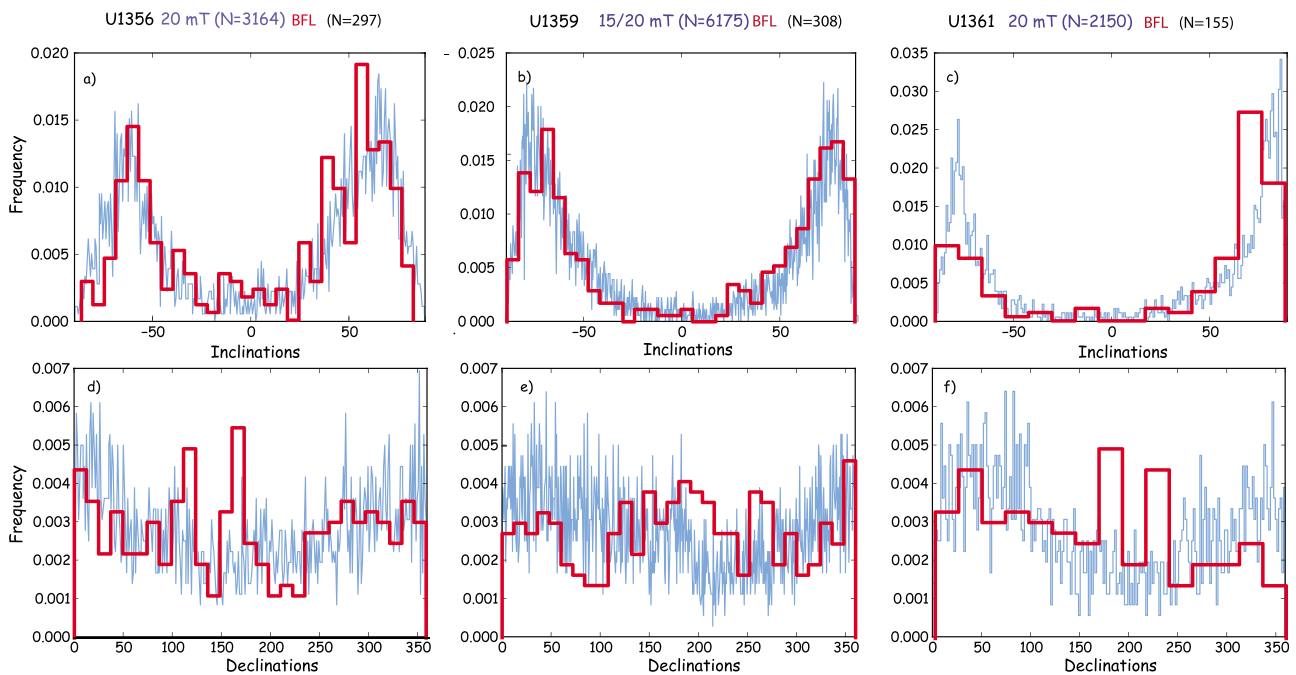 U1356 20 mT (N=3164) BFL (N=297)
U1359 15/20 mT (N=6175) BFL (N=308)
U1361 20 mT (N=2150) BFL (N=155)
a)
0.020
0.015
0.010
0.005
0.000
Frequency
-50 0 50
Inclinations
b)
0.025
0.020
0.015
0.010
0.005
0.000
-50 0 50
Inclinations
c)
0.035
0.030
0.025
0.020
0.015
0.010
0.005
0.000
-50 0 50
Inclinations
d)
0.007
0.006
0.005
0.004
0.003
0.002
0.001
0.000
Frequency
0 50 100 150 200 250 300 350
Declinations
e)
0.007
0.006
0.005
0.004
0.003
0.002
0.001
0.000
0 50 100 150 200 250 300 350
Declinations
f)
0.007
0.006
0.005
0.004
0.003
0.002
0.001
0.000
0 50 100 150 200 250 300 350
Declinations